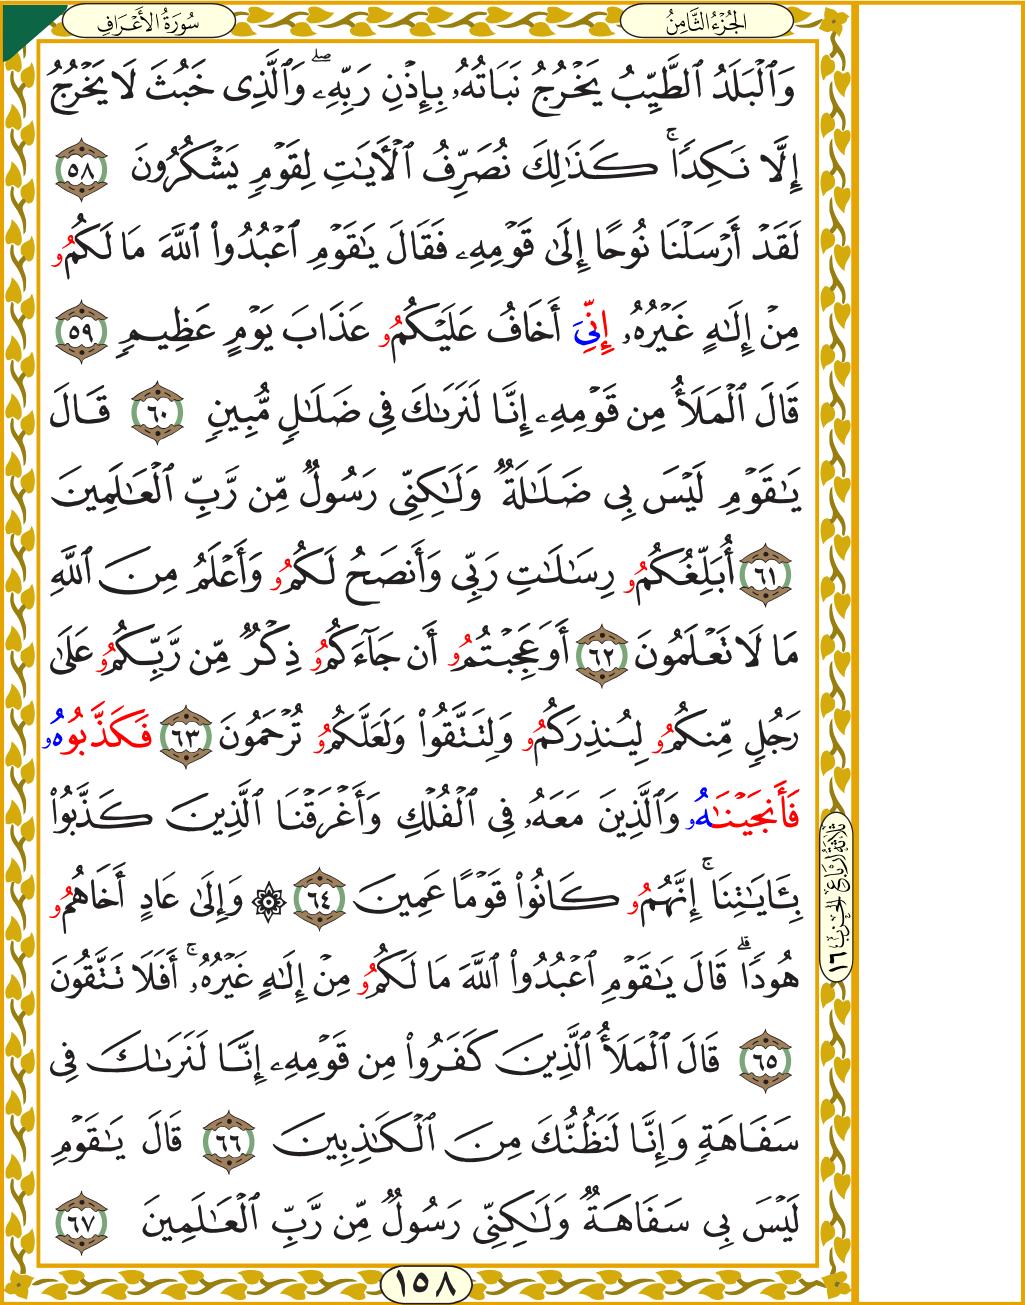 سُورَةُ الأَعْرَافِ
الجُزْءُ الثَّامِنُ
وَٱلْبَلَدُ ٱلطَّيِّبُ يَخْرُجُ نَبَاتُهُۥ بِإِذْنِ رَبِّهِۦۖ وَٱلَّذِى خَبُثَ لَا يَخْرُجُ
إِلَّا نَكِدًاۚ كَذَٰلِكَ نُصَرِّفُ ٱلْأَيَٰتِ لِقَوْمٍ يَشْكُرُونَ ٥٨
لَقَدْ أَرْسَلْنَا نُوحًا إِلَىٰ قَوْمِهِۦ فَقَالَ يَٰقَوْمِ ٱعْبُدُواْ ٱللَّهَ مَا لَكُمُۥ
مِنْ إِلَٰهٍ غَيْرُهُۥ إِنِّىَ أَخَافُ عَلَيْكُمُۥ عَذَابَ يَوْمٍ عَظِيمٍ ٥٩
قَالَ ٱلْمَلَأُ مِن قَوْمِهِۦ إِنَّا لَنَرَىٰكَ فِى ضَلَٰلٍ مُّبِينٍ ٦٠ قَالَ
يَٰقَوْمِ لَيْسَ بِى ضَلَٰلَةٌ وَلَٰكِنِّى رَسُولٌ مِّن رَّبِّ ٱلْعَٰلَمِينَ
٦١ أُبَلِّغُكُمُۥ رِسَٰلَٰتِ رَبِّى وَأَنصَحُ لَكُمُۥ وَأَعْلَمُ مِنَ ٱللَّهِ
مَا لَا تَعْلَمُونَ ٦٢ أَوَعَجِبْتُمُۥ أَن جَآءَكُمُۥ ذِكْرٌ مِّن رَّبِّكُمُۥ عَلَىٰ
رَجُلٍ مِّنكُمُۥ لِيُنذِرَكُمُۥ وَلِتَتَّقُواْ وَلَعَلَّكُمُۥ تُرْحَمُونَ ٦٣ فَكَذَّبُوهُۥ
فَأَنجَيْنَٰهُۥ وَٱلَّذِينَ مَعَهُۥ فِى ٱلْفُلْكِ وَأَغْرَقْنَا ٱلَّذِينَ كَذَّبُواْ
بِـَٔايَٰتِنَاۚ إِنَّهُمُۥ كَانُواْ قَوْمًا عَمِينَ ٦٤ ۞ وَإِلَىٰ عَادٍ أَخَاهُمُۥ
هُودًاۗ قَالَ يَٰقَوْمِ ٱعْبُدُواْ ٱللَّهَ مَا لَكُمُۥ مِنْ إِلَٰهٍ غَيْرُهُۥۚ أَفَلَا تَتَّقُونَ
٦٥ قَالَ ٱلْمَلَأُ ٱلَّذِينَ كَفَرُواْ مِن قَوْمِهِۦ إِنَّا لَنَرَىٰكَ فِى
سَفَاهَةٍ وَإِنَّا لَنَظُنُّكَ مِنَ ٱلْكَٰذِبِينَ ٦٦ قَالَ يَٰقَوْمِ
لَيْسَ بِى سَفَاهَةٌ وَلَٰكِنِّى رَسُولٌ مِّن رَّبِّ ٱلْعَٰلَمِينَ ٦٧
ثلاثة أرباع الحزب ١٦
١٥٨